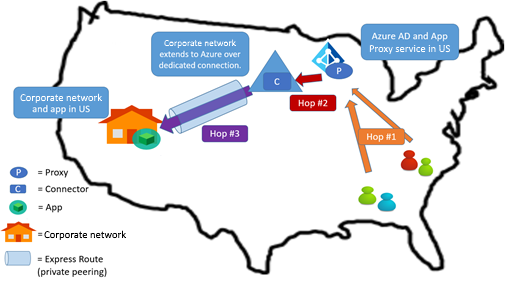 Corporate network
extends to Azure over
dedicated connection.
Azure AD and App
Proxy service in US
P
C
Hop #2
Corporate network
and app in US
Hop #3
Hop #1
P = Proxy
C = Connector
= App
= Corporate network
= Express Route
(private peering)